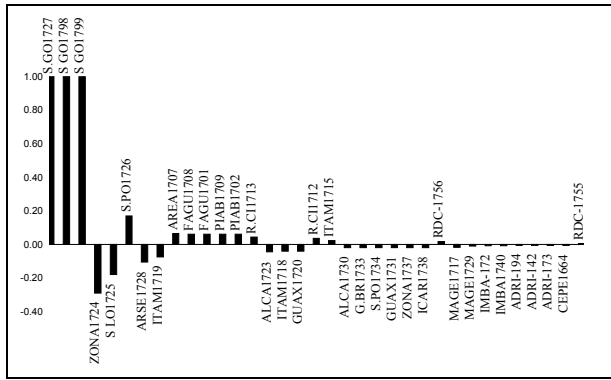 S.GO1727
S GO1798
S GO1799
1.00
0.80
0.60
0.40
0.20
0.00
-0.20
-0.40
ZONA1724
S LO1725
S.PO1726
ARSE1728
ITAM1719
AREA1707
FAGU1708
FAGU1701
PIAB1709
PIAB1702
R.CI1713
ALCA1723
ITAM1718
GUAX1720
R.CI1712
ITAM1715
ALCA1730
G.BR1733
S.PO1734
GUAX1731
ZONA1737
ICAR1738
RDC-1756
MAGE1717
MAGE1729
IMBA-172
IMBA1740
ADRI-194
ADRI-142
ADRI-173
CEPE1664
RDC-1755